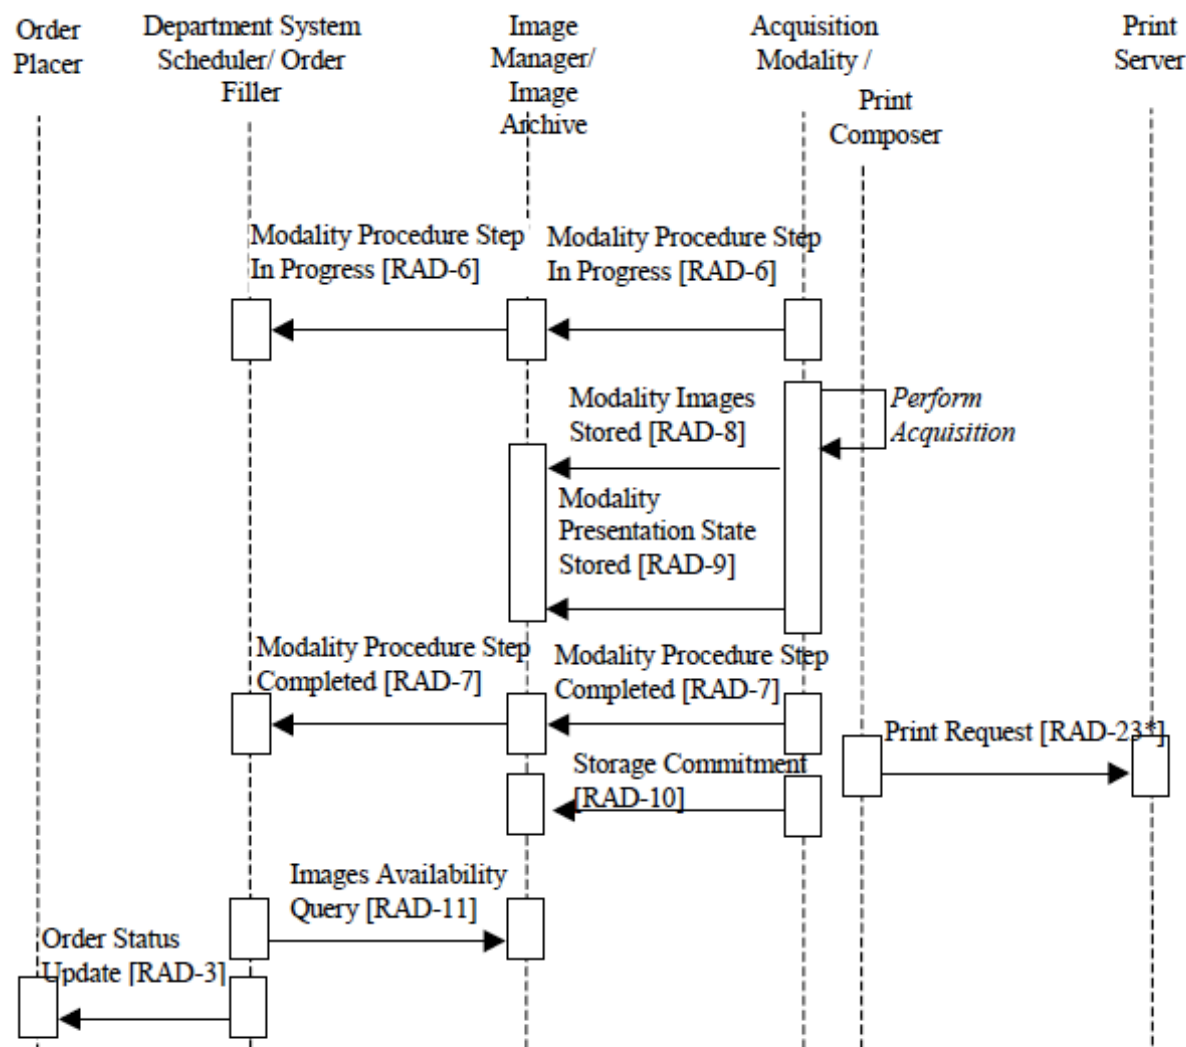 Order
Placer
Department System
Scheduler/ Order
Filler
Image
Manager/
Image
Archive
Acquisition
Modality /
Print
Composer
Print
Server
Modality Procedure Step
In Progress [RAD-6]
Modality Procedure Step
In Progress [RAD-6]
Modality Images
Stored [RAD-8]
Perform
Acquisition
Modality
Presentation State
Stored [RAD-9]
Modality Procedure Step
Completed [RAD-7]
Modality Procedure Step
Completed [RAD-7]
Print Request [RAD-23*]
Storage Commitment
[RAD-10]
Images Availability
Query [RAD-11]
Order Status
Update [RAD-3]